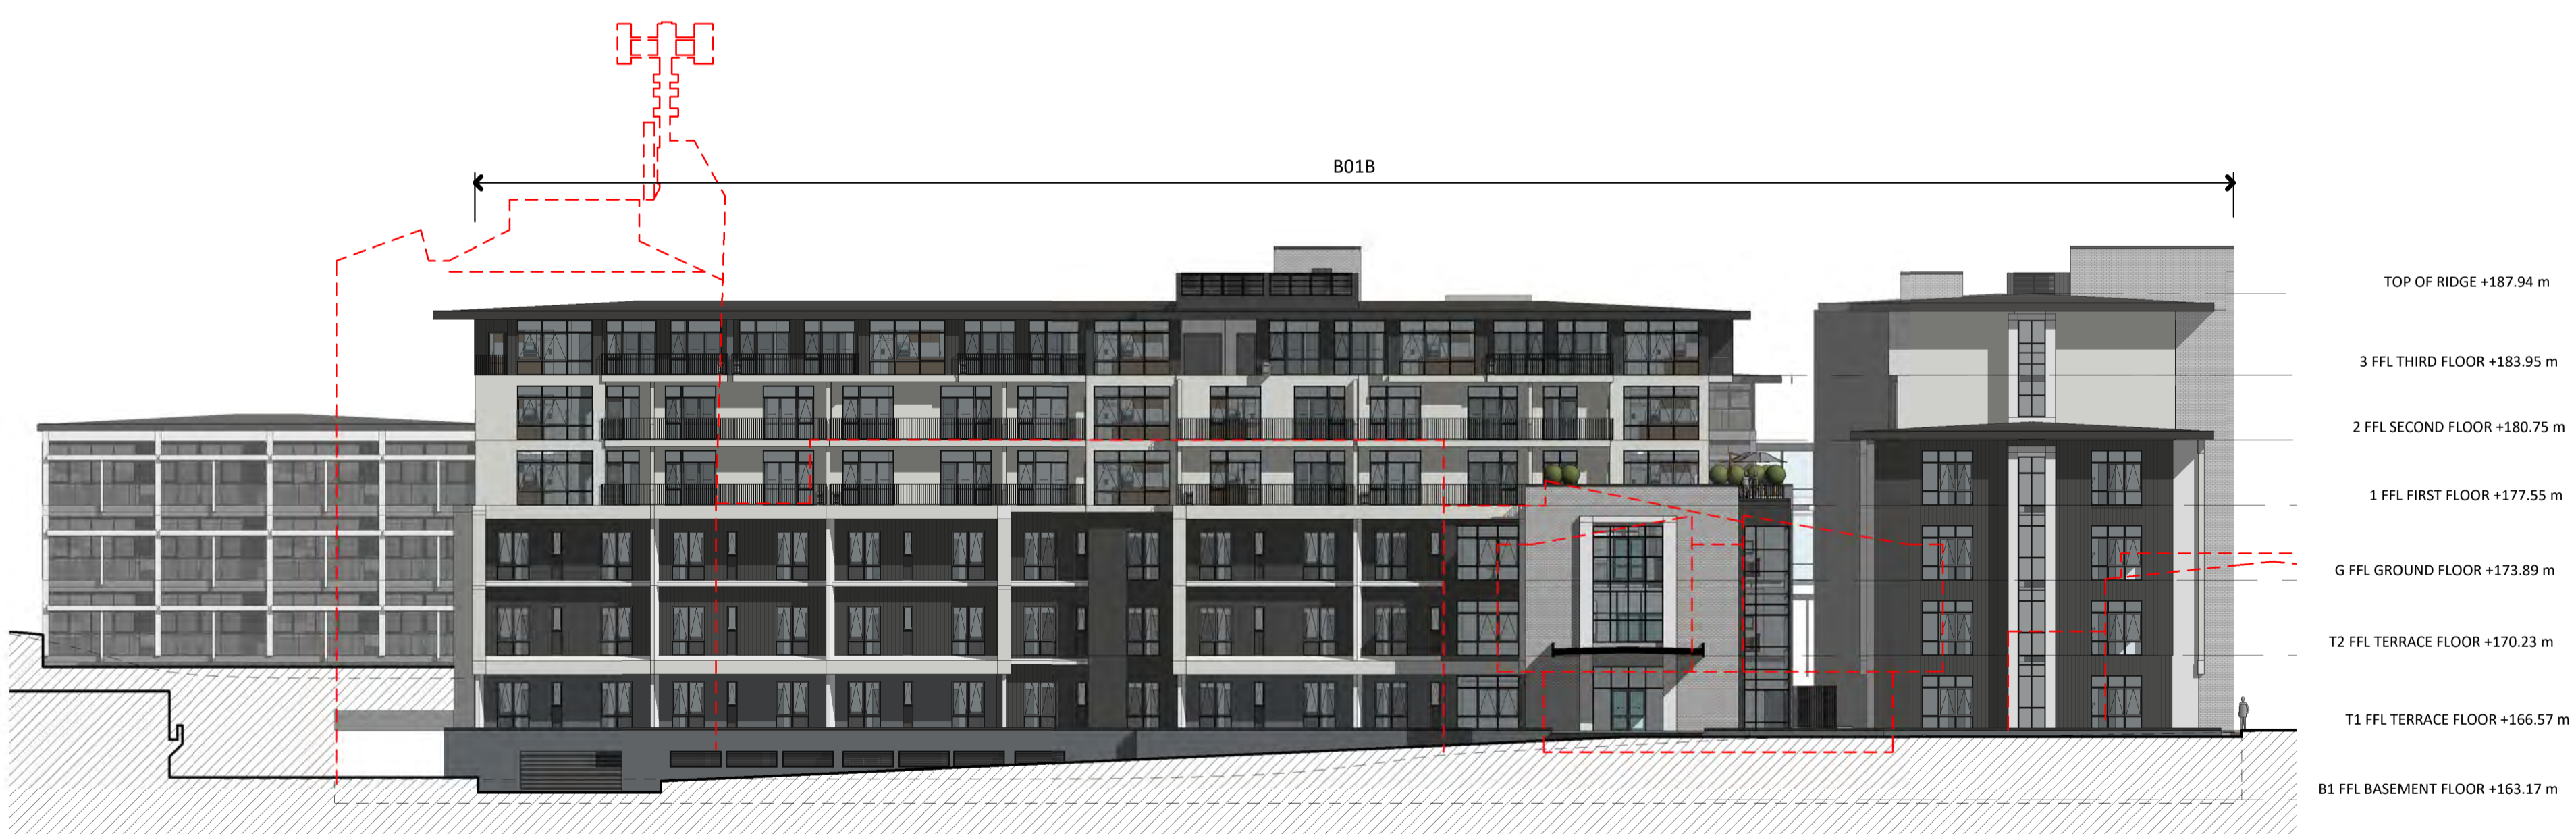 B01B
TOP OF RIDGE +187.94 m
3 FFL THIRD FLOOR +183.95 m
2 FFL SECOND FLOOR +180.75 m
1 FFL FIRST FLOOR +177.55 m
G FFL GROUND FLOOR +173.89 m
T2 FFL TERRACE FLOOR +170.23 m
T1 FFL TERRACE FLOOR +166.57 m
B1 FFL BASEMENT FLOOR +163.17 m